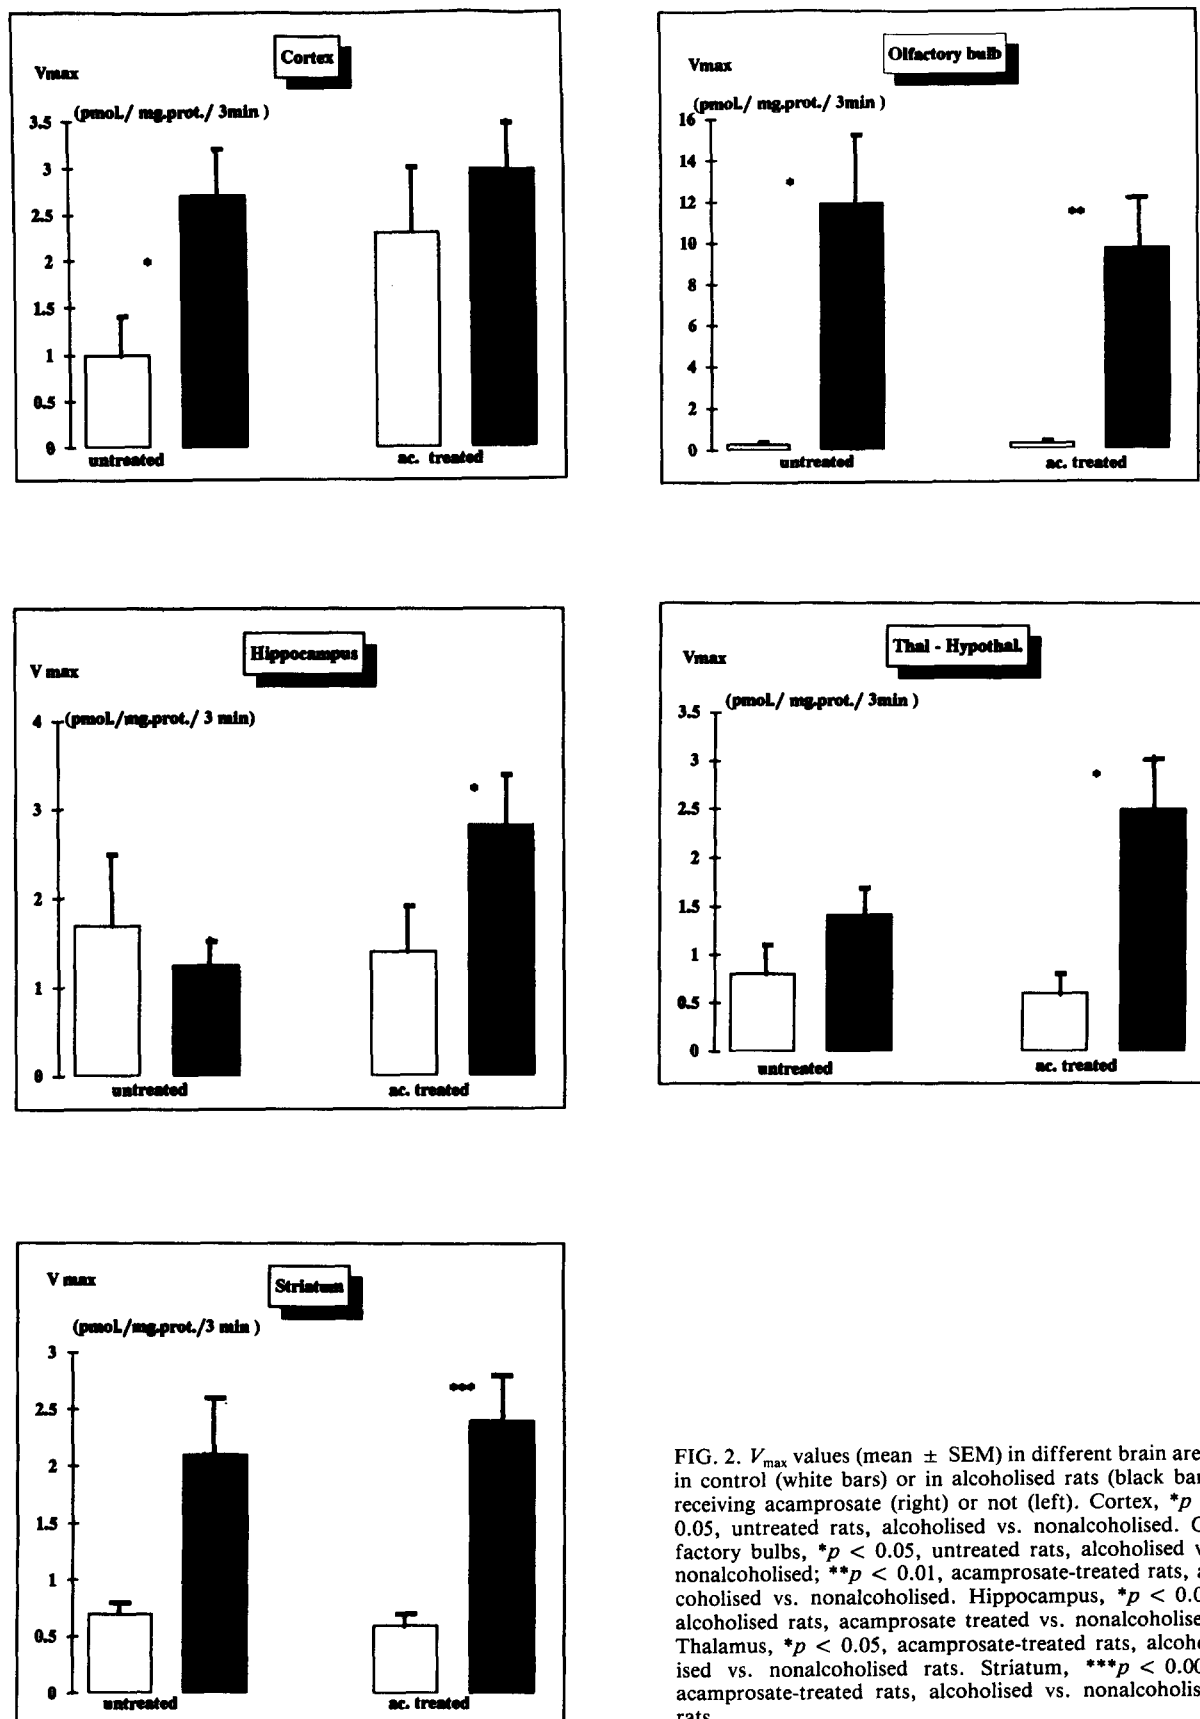 Cortex
Vmax
(pmol./ mg.prot./ 3min )
3.5
3
2.5
2
1.5
1
0.5
0
*
untreated
ac. treated
Olfactory bulb
Vmax
(pmol./ mg.prot./ 3min )
16
14
12
10
8
6
4
2
0
*
**
untreated
ac. treated
Hippocampus
V max
(pmol./mg.prot./ 3 min)
4
3
2
1
0
*
untreated
ac. treated
Thal - Hypothal.
Vmax
(pmol./ mg.prot./ 3min )
3.5
3
2.5
2
1.5
1
0.5
0
*
untreated
ac. treated
Striatum
V max
(pmol./mg.prot./3 min )
3
2.5
2
1.5
1
0.5
0
***
untreated
ac. treated
FIG. 2. Vmax values (mean ± SEM) in different brain are
in control (white bars) or in alcoholised rats (black bar
receiving acamprosate (right) or not (left). Cortex, *p
0.05, untreated rats, alcoholised vs. nonalcoholised.
factory bulbs, *p < 0.05, untreated rats, alcoholised
nonalcoholised; **p < 0.01, acamprosate-treated rats, a
coholised vs. nonalcoholised. Hippocampus, *p < 0.0
alcoholised rats, acamprosate treated vs. nonalcoholise
Thalamus, *p < 0.05, acamprosate-treated rats, alcoho
ised vs. nonalcoholised rats. Striatum, ***p < 0.00
acamprosate-treated rats, alcoholised vs. nonalcoholis
rats.